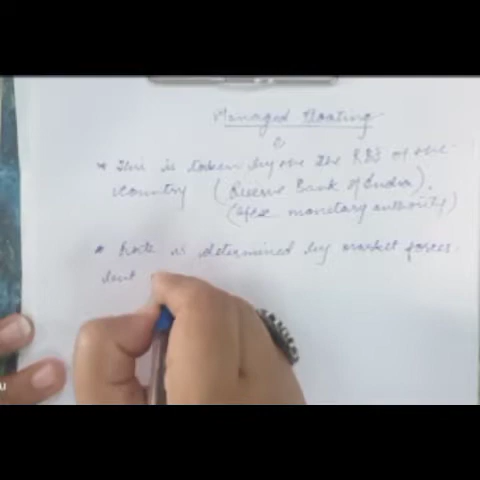 Managed Floating
* This is taken by the RBI of the
country (Reserve Bank of India).
(Apex monetary authority)
* Rate is determined by market forces
but
u